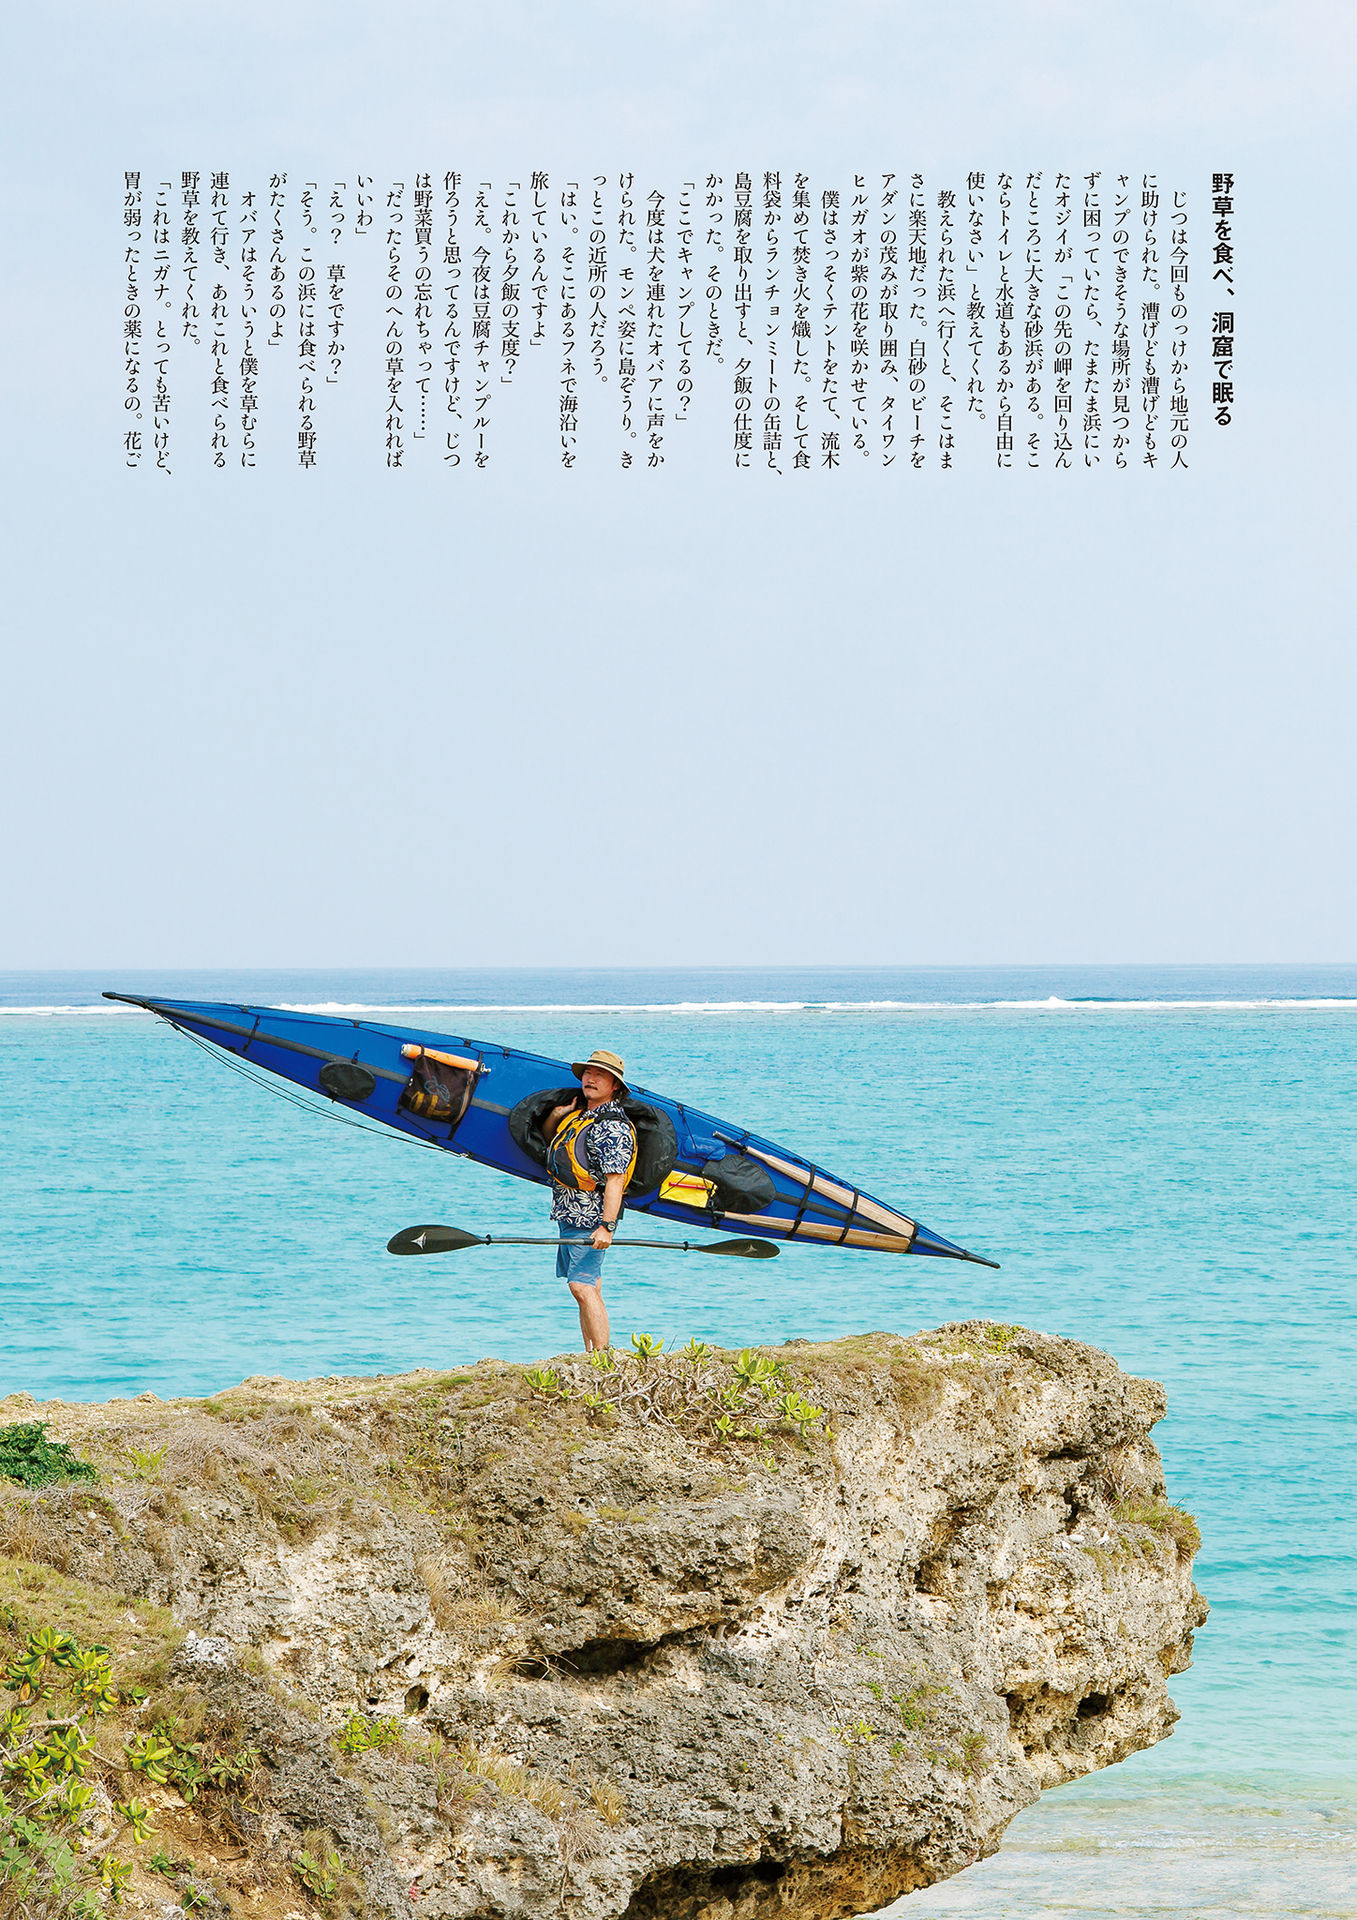 野草を食べ、洞窟で眠る
じつは今回ものっけから地元の人
に助けられた。漕げども漕げどもキ
ャンプのできそうな場所が見つから
ずに困っていたら、たまたま浜にい
たオジイが「この先の岬を回り込ん
だところに大きな砂浜がある。そこ
ならトイレと水道もあるから自由に
使いなさい」と教えてくれた。
教えられた浜へ行くと、そこはま
さに楽天地だった。白砂のビーチを
アダンの茂みが取り囲み、タイワン
ヒルガオが紫の花を咲かせている。
僕はさっそくテントをたて、流木
を集めて焚き火を熾した。そして食
料袋からランチョンミートの缶詰と、
島豆腐を取り出すと、夕飯の仕度に
かかった。そのときだ。
「ここでキャンプしてるの？」
今度は犬を連れたオバアに声をか
けられた。モンペ姿に島ぞうり。き
っとこの近所の人だろう。
「はい。そこにあるフネで海沿いを
旅しているんですよ」
「これから夕飯の支度？」
「ええ。今夜は豆腐チャンプルーを
作ろうと思ってるんですけど、じつ
は野菜買うの忘れちゃって……」
「だったらそのへんの草を入れれば
いいわ」
「えっ？　草をですか？」
「そう。この浜には食べられる野草
がたくさんあるのよ」
オバアはそういうと僕を草むらに
連れて行き、あれこれと食べられる
野草を教えてくれた。
「これはニガナ。とっても苦いけど、
胃が弱ったときの薬になるの。花ご